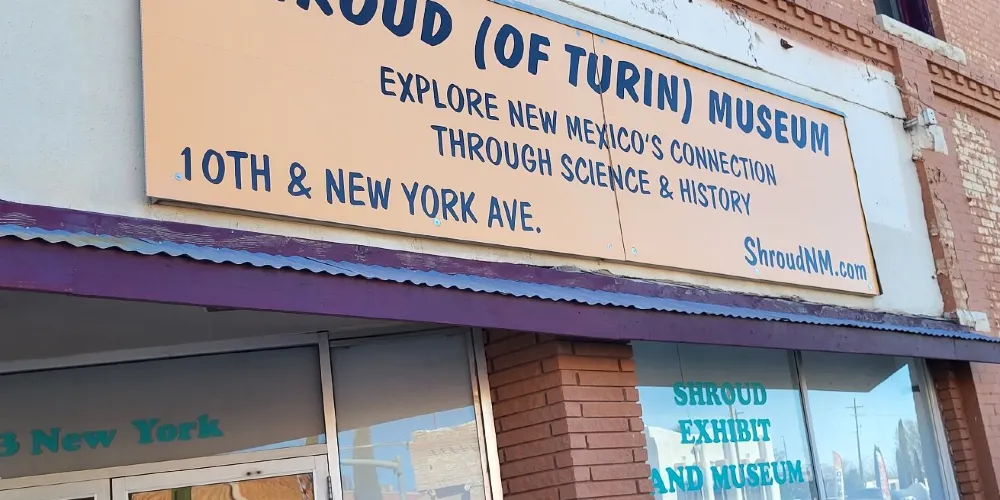 SHROUD (OF TURIN) MUSEUM
EXPLORE NEW MEXICO'S CONNECTION
THROUGH SCIENCE & HISTORY
10TH & NEW YORK AVE.
ShroudNM.com
3 New York
SHROUD
EXHIBIT
AND MUSEUM